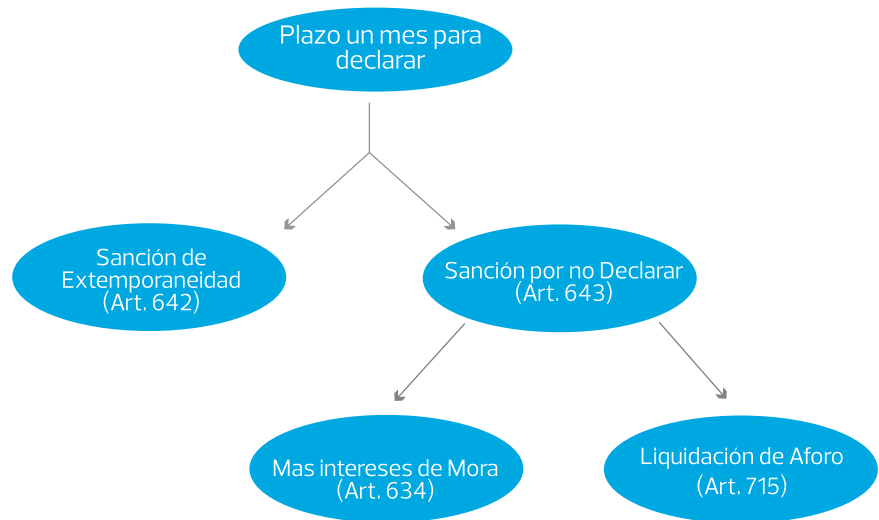 Plazo un mes para
declarar
Sanción de
Extemporaneidad
(Art. 642)
Sanción por no Declarar
(Art. 643)
Mas intereses de Mora
(Art. 634)
Liquidación de Aforo
(Art. 715)